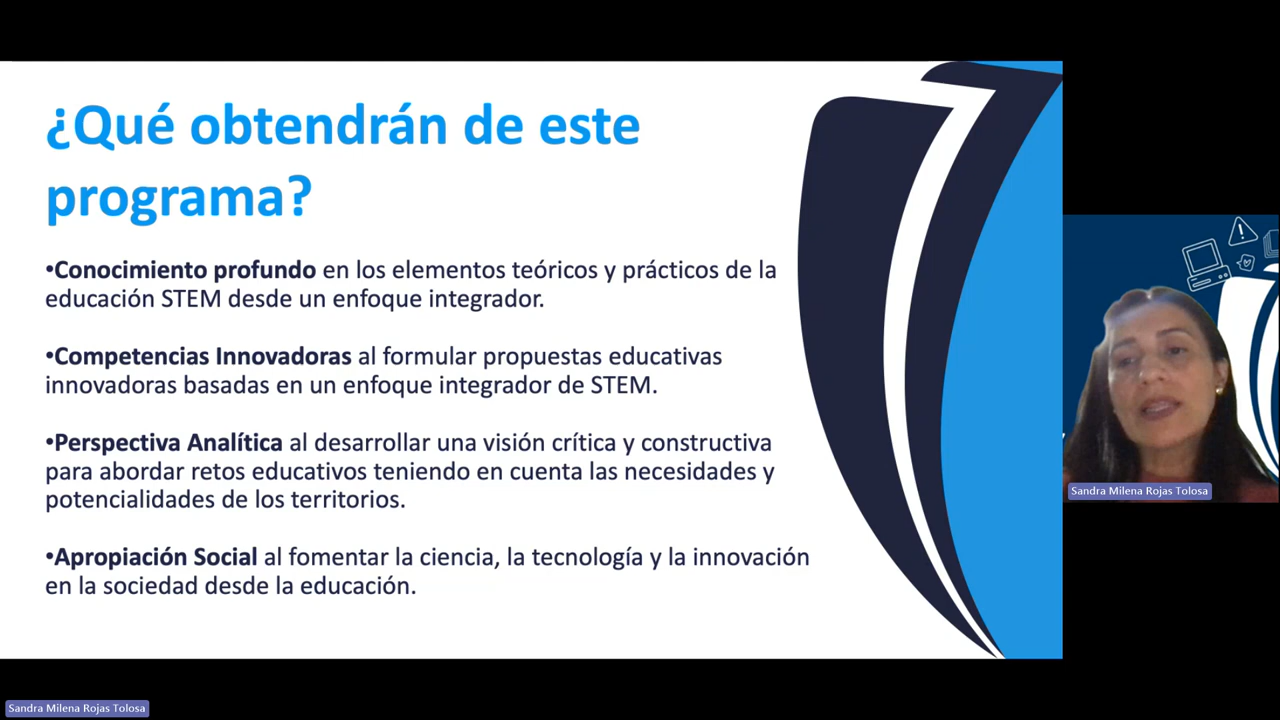 ¿Qué obtendrán de este
programa?
•Conocimiento profundo en los elementos teóricos y prácticos de la
educación STEM desde un enfoque integrador.
•Competencias Innovadoras al formular propuestas educativas
innovadoras basadas en un enfoque integrador de STEM.
•Perspectiva Analítica al desarrollar una visión crítica y constructiva
para abordar retos educativos teniendo en cuenta las necesidades y
potencialidades de los territorios.
•Apropiación Social al fomentar la ciencia, la tecnología y la innovación
en la sociedad desde la educación.
Sandra Milena Rojas Tolosa
Sandra Milena Rojas Tolosa